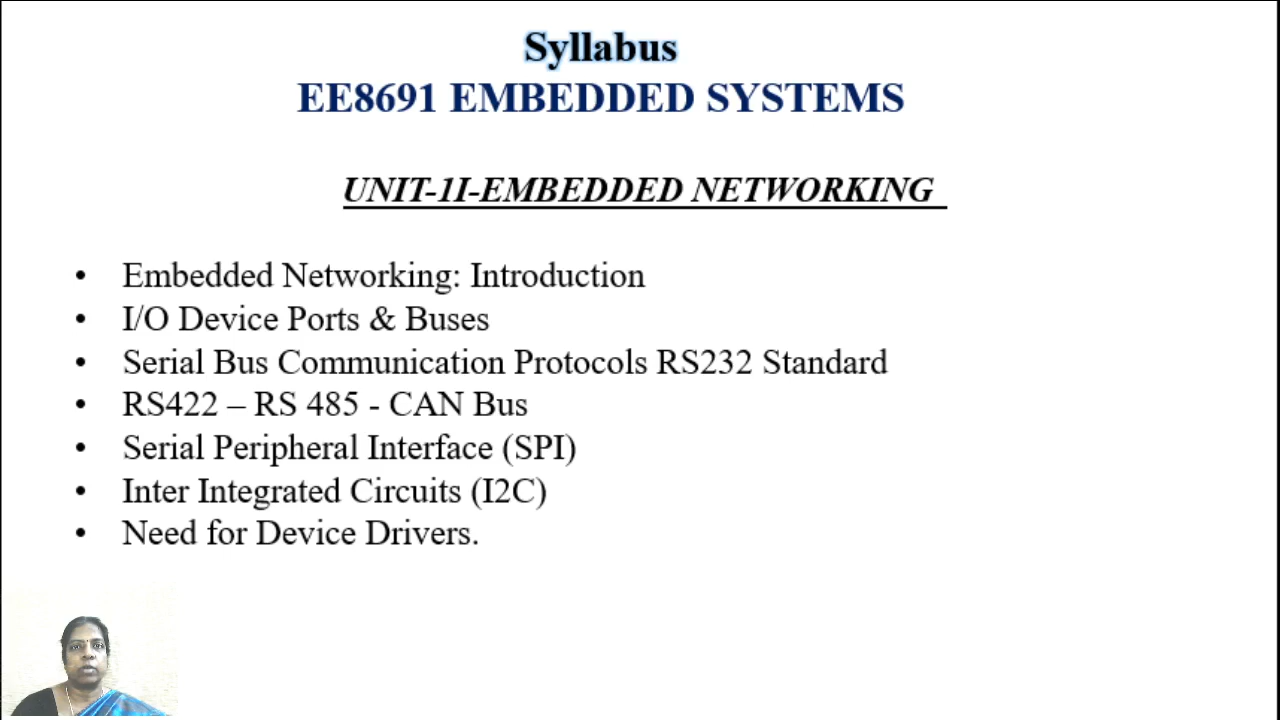 Syllabus
EE8691 EMBEDDED SYSTEMS
UNIT-1I-EMBEDDED NETWORKING
• Embedded Networking: Introduction
• I/O Device Ports & Buses
• Serial Bus Communication Protocols RS232 Standard
• RS422 – RS 485 - CAN Bus
• Serial Peripheral Interface (SPI)
• Inter Integrated Circuits (I2C)
• Need for Device Drivers.